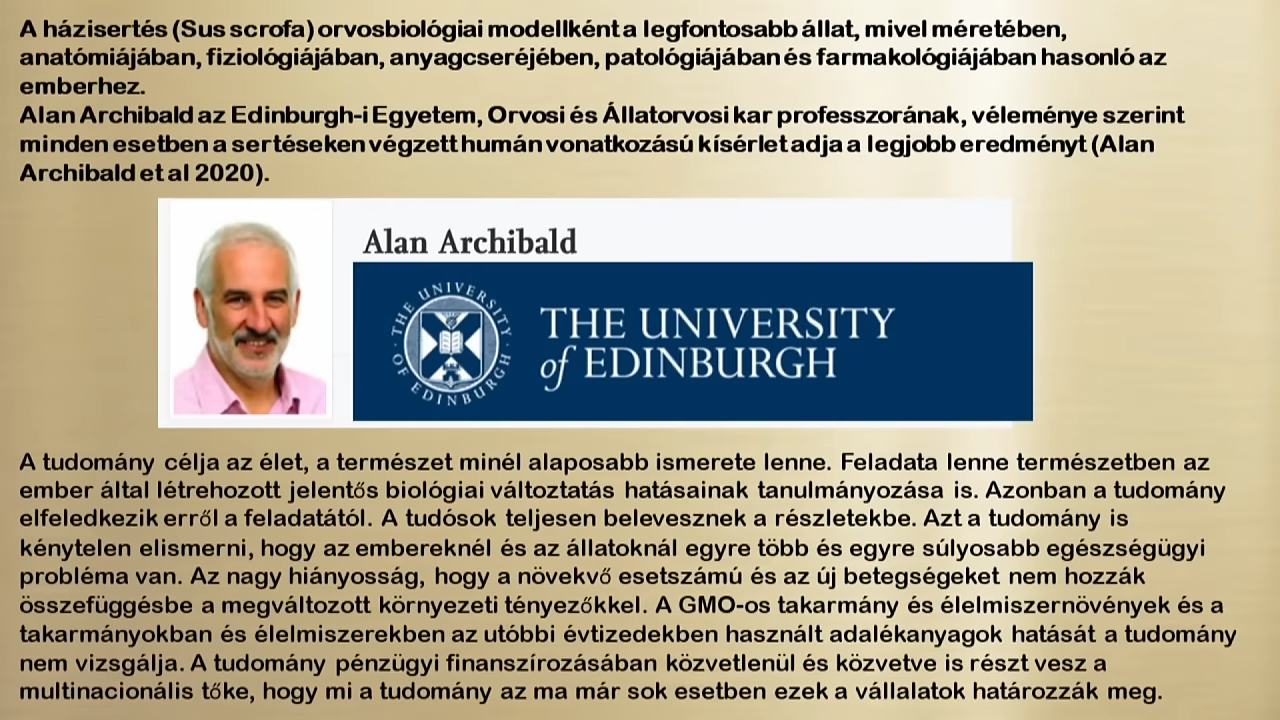 A házisertés (Sus scrofa) orvosbiológiai modellként a legfontosabb állat, mivel méretében,
anatómiájában, fiziológiájában, anyagcseréjében, patológiájában és farmakológiájában hasonló az
emberhez.
Alan Archibald az Edinburgh-i Egyetem, Orvosi és Állatorvosi kar professzorának, véleménye szerint
minden esetben a sertéseken végzett humán vonatkozású kísérlet adja a legjobb eredményt (Alan
Archibald et al 2020).
Alan Archibald
THE UNIVERSITY OF EDINBURGH
THE UNIVERSITY
of EDINBURGH
A tudomány célja az élet, a természet minél alaposabb ismerete lenne. Feladata lenne természetben az
ember által létrehozott jelentős biológiai változtatás hatásainak tanulmányozása is. Azonban a tudomány
elfeledkezik erről a feladatától. A tudósok teljesen belevesznek a részletekbe. Azt a tudomány is
kénytelen elismerni, hogy az embereknél és az állatoknál egyre több és egyre súlyosabb egészségügyi
probléma van. Az nagy hiányosság, hogy a növekvő esetszámú és az új betegségeket nem hozzák
összefüggésbe a megváltozott környezeti tényezőkkel. A GMO-os takarmány és élelmiszernövények és a
takarmányokban és élelmiszerekben az utóbbi évtizedekben használt adalékanyagok hatását a tudomány
nem vizsgálja. A tudomány pénzügyi finanszírozásában közvetlenül és közvetve is részt vesz a
multinacionális tőke, hogy mi a tudomány az ma már sok esetben ezek a vállalatok határozzák meg.